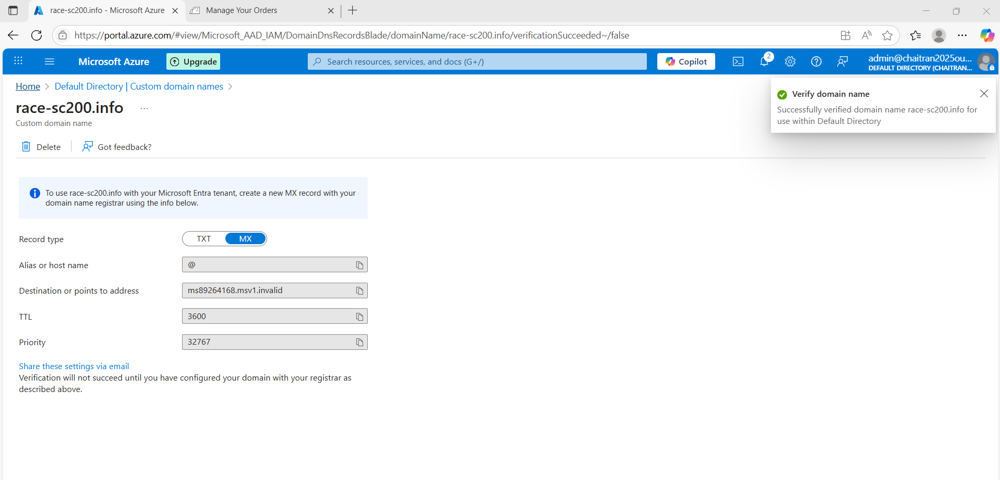 race-sc200.info - Microsoft Azure
Manage Your Orders
https://portal.azure.com/#view/Microsoft_AAD_IAM/DomainDnsRecordsBlade/domainName/race-sc200.info/verificationSucceeded~/false
Microsoft Azure
Upgrade
Search resources, services, and docs (G+/)
Copilot
2
admin@chaitran2025ou...
DEFAULT DIRECTORY (CHAITRAN...
Home > Default Directory | Custom domain names >
race-sc200.info ...
Custom domain name
Verify domain name
Successfully verified domain name race-sc200.info for
use within Default Directory
Delete
Got feedback?
To use race-sc200.info with your Microsoft Entra tenant, create a new MX record with your
domain name registrar using the info below.
Record type
TXT MX
Alias or host name
@
Destination or points to address
ms89264168.msv1.invalid
TTL
3600
Priority
32767
Share these settings via email
Verification will not succeed until you have configured your domain with your registrar as
described above.